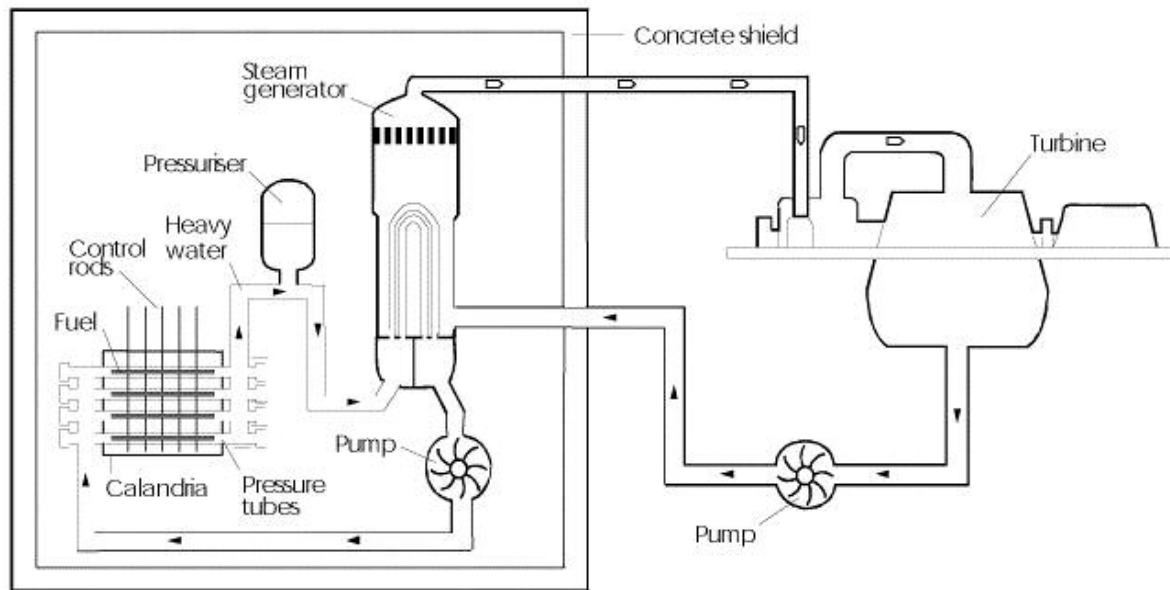 Concrete shield
Steam
generator
Turbine
Pressuriser
Heavy
water
Control
rods
Fuel
Pump
Calandria
Pressure
tubes
Pump